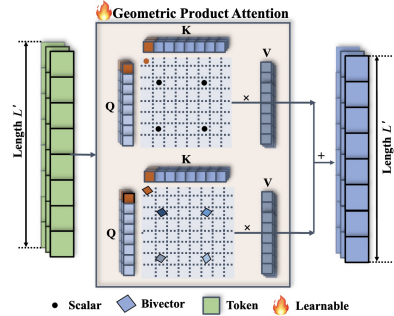 Geometric Product Attention
K
V
Q
×
Length L'
+
Length L'
K
V
Q
×
Scalar
Bivector
Token
Learnable